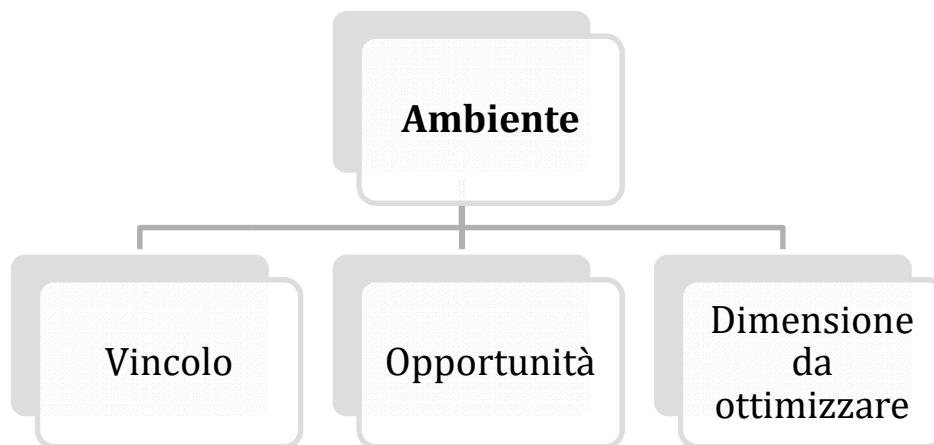 Ambiente
Vincolo
Opportunità
Dimensione
da
ottimizzare